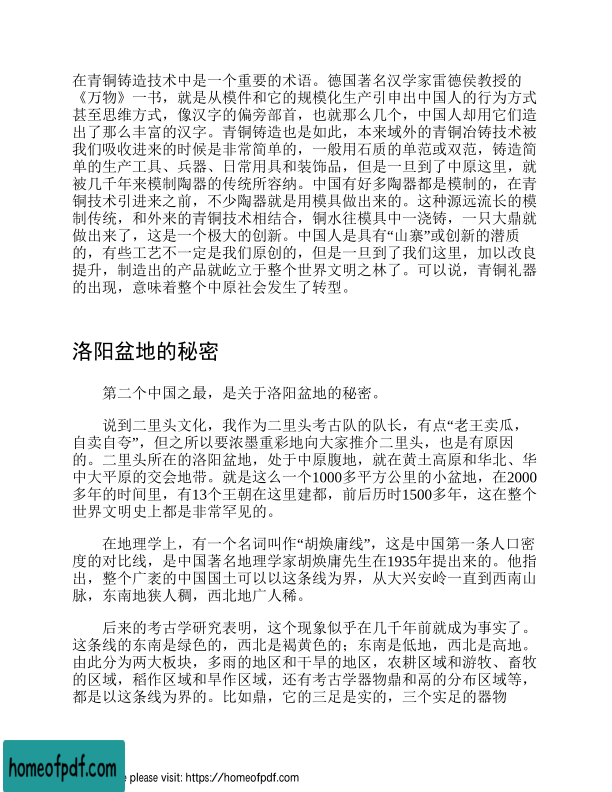 在青铜铸造技术中是一个重要的术语。德国著名汉学家雷德侯教授的
《万物》一书，就是从模件和它的规模化生产引申出中国人的行为方式
甚至思维方式，像汉字的偏旁部首，也就那么几个，中国人却用它们造
出了那么丰富的汉字。青铜铸造也是如此，本来域外的青铜冶铸技术被
我们吸收进来的时候是非常简单的，一般用石质的单范或双范，铸造简
单的生产工具、兵器、日常用具和装饰品，但是一旦到了中原这里，就
被几千年来模制陶器的传统所容纳。中国有好多陶器都是模制的，在青
铜技术引进来之前，不少陶器就是用模具做出来的。这种源远流长的模
制传统，和外来的青铜技术相结合，铜水往模具中一浇铸，一只大鼎就
做出来了，这是一个极大的创新。中国人是具有“山寨”或创新的潜质
的，有些工艺不一定是我们原创的，但是一旦到了我们这里，加以改良
提升，制造出的产品就屹立于整个世界文明之林了。可以说，青铜礼器
的出现，意味着整个中原社会发生了转型。
洛阳盆地的秘密
第二个中国之最，是关于洛阳盆地的秘密。
说到二里头文化，我作为二里头考古队的队长，有点“老王卖瓜，
自卖自夸”，但之所以要浓墨重彩地向大家推介二里头，也是有原因
的。二里头所在的洛阳盆地，处于中原腹地，就在黄土高原和华北、华
中大平原的交会地带。就是这么一个1000多平方公里的小盆地，在2000
多年的时间里，有13个王朝在这里建都，前后历时1500多年，这在整个
世界文明史上都是非常罕见的。
在地理学上，有一个名词叫作“胡焕庸线”，这是中国第一条人口密
度的对比线，是中国著名地理学家胡焕庸先生在1935年提出来的。他指
出，整个广袤的中国国土可以以这条线为界，从大兴安岭一直到西南山
脉，东南地狭人稠，西北地广人稀。
后来的考古学研究表明，这个现象似乎在几千年前就成为事实了。
这条线的东南是绿色的，西北是褐黄色的；东南是低地，西北是高地。
由此分为两大板块，多雨的地区和干旱的地区，农耕区域和游牧、畜牧
的区域，稻作区域和旱作区域，还有考古学器物鼎和鬲的分布区域等，
都是以这条线为界的。比如鼎，它的三足是实的，三个实足的器物
homeofpdf.com
please visit: https://homeofpdf.com